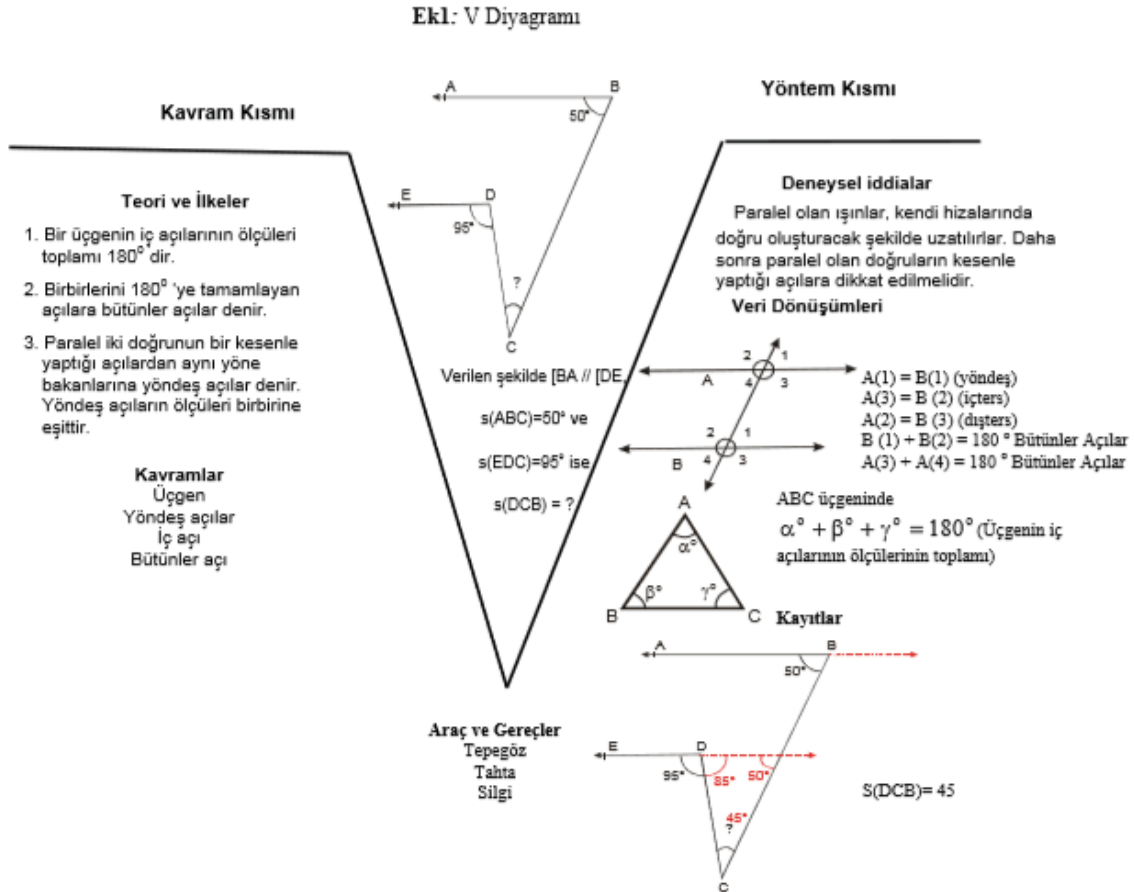 Ek1: V Diyagramı
Kavram Kısmı
Teori ve İlkeler
1. Bir üçgenin iç açılarının ölçüleri
toplamı 180° dir.
2. Birbirlerini 180° 'ye tamamlayan
açılara bütünler açılar denir.
3. Paralel iki doğrunun bir kesenle
yaptığı açılardan aynı yöne
bakanlarına yöndeş açılar denir.
Yöndeş açıların ölçüleri birbirine
eşittir.
Kavramlar
Üçgen
Yöndeş açılar
İç açı
Bütünler açı
A B
50°
E D
95°
?
C
Verilen şekilde [BA // [DE,
s(ABC)=50° ve
s(EDC)=95° ise,
s(DCB) = ?
Araç ve Gereçler
Tepegöz
Tahta
Silgi
Yöntem Kısmı
Deneysel iddialar
Paralel olan ışınlar, kendi hizalarında
doğru oluşturacak şekilde uzatılırlar. Daha
sonra paralel olan doğruların kesenle
yaptığı açılara dikkat edilmelidir.
Veri Dönüşümleri
2 1
A 4 3
2 1
B 4 3
A(1) = B(1) (yöndeş)
A(3) = B (2) (içters)
A(2) = B (3) (dışters)
B (1) + B(2) = 180 ° Bütünler Açılar
A(3) + A(4) = 180 ° Bütünler Açılar
A
α°
β° γ°
B C
ABC üçgeninde
α° + β° + γ° = 180° (Üçgenin iç
açılarının ölçülerinin toplamı)
Kayıtlar
A B
50°
E D
95° 85° 50°
45°
?
C
S(DCB)= 45